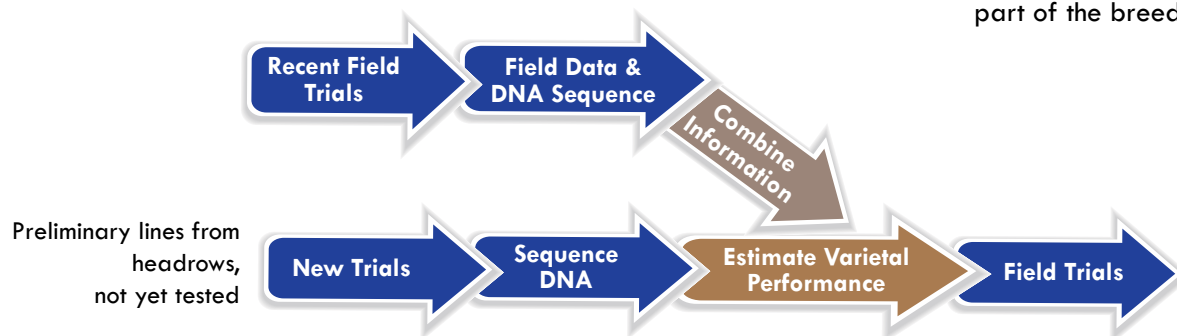 part of the breed
Recent Field
Trials
Field Data &
DNA Sequence
Combine
Information
Preliminary lines from
headrows,
not yet tested
New Trials
Sequence
DNA
Estimate Varietal
Performance
Field Trials